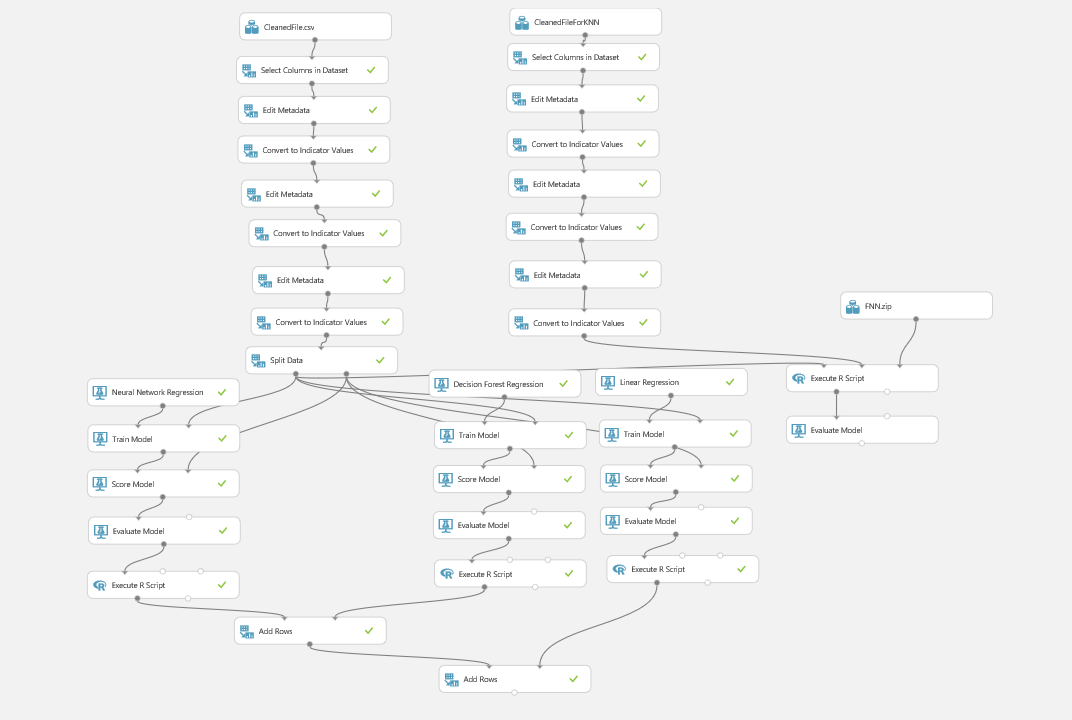 CleanedFile.csv
CleanedFileForKNN
Select Columns in Dataset
Select Columns in Dataset
Edit Metadata
Edit Metadata
Convert to Indicator Values
Convert to Indicator Values
Edit Metadata
Edit Metadata
Convert to Indicator Values
Convert to Indicator Values
Edit Metadata
Edit Metadata
FNN.zip
Convert to Indicator Values
Convert to Indicator Values
Split Data
Neural Network Regression
Decision Forest Regression
Linear Regression
Execute R Script
Train Model
Train Model
Train Model
Evaluate Model
Score Model
Score Model
Score Model
Evaluate Model
Evaluate Model
Evaluate Model
Execute R Script
Execute R Script
Execute R Script
Add Rows
Add Rows